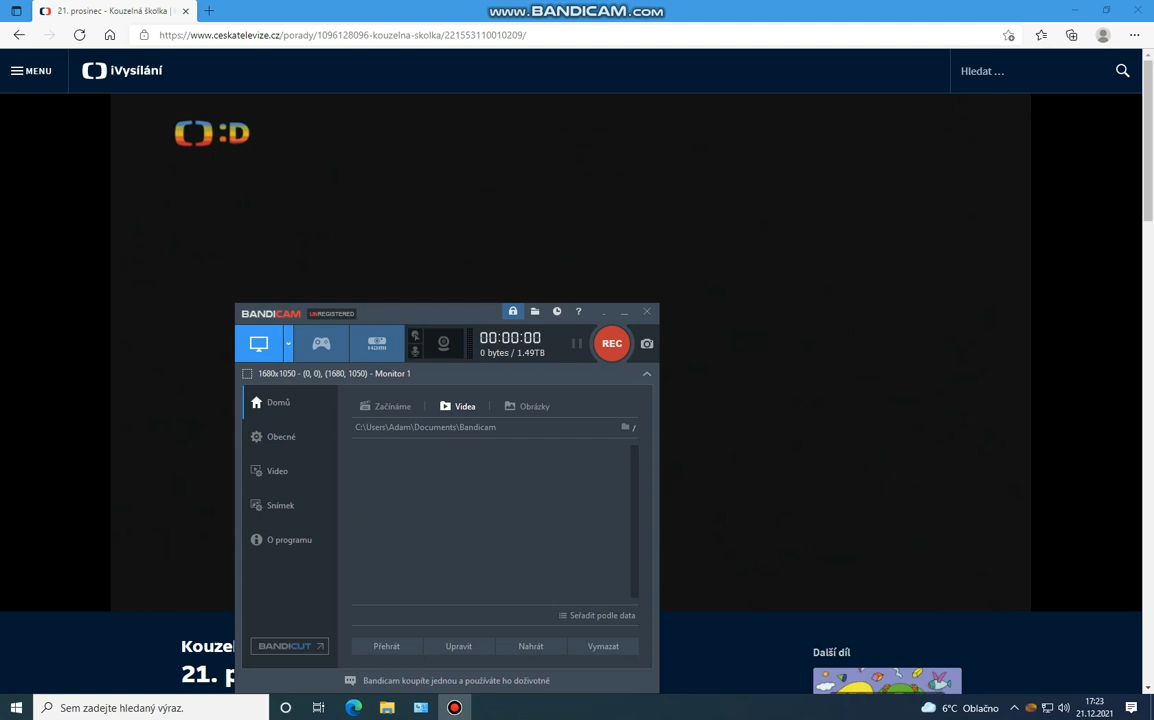 21. prosinec - Kouzelná školka |
www.BANDICAM.com
https://www.ceskatelevize.cz/porady/1096128096-kouzelna-skolka/221553110010209/
MENU
iVysílání
Hledat ...
:D
BANDICAM
UNREGISTERED
?
HDMI
00:00:00
0 bytes / 1.49TB
REC
1680x1050 - (0, 0), (1680, 1050) - Monitor 1
Domů
Obecné
Video
Snímek
O programu
BANDICUT
Začínáme
Videa
Obrázky
C:\Users\Adam\Documents\Bandicam
/
Seřadit podle data
Přehrát
Upravit
Nahrát
Vymazat
Bandicam koupíte jednou a používáte ho doživotné
21.
Další díl
Sem zadejte hledaný výraz.
6°C Oblačno
17:23
21.12.2021